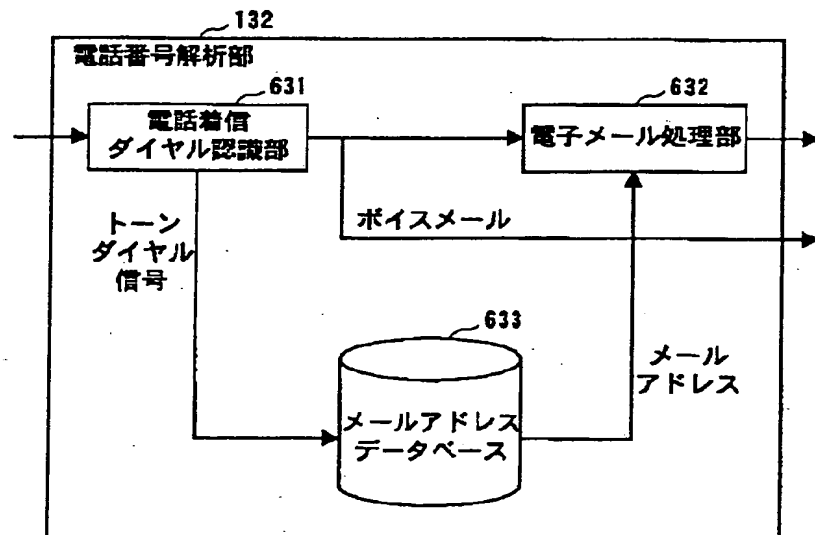 132
電話番号解析部
631
電話着信
ダイヤル認識部
632
電子メール処理部
トーン
ダイヤル
信号
ボイスメール
633
メールアドレス
データベース
メール
アドレス